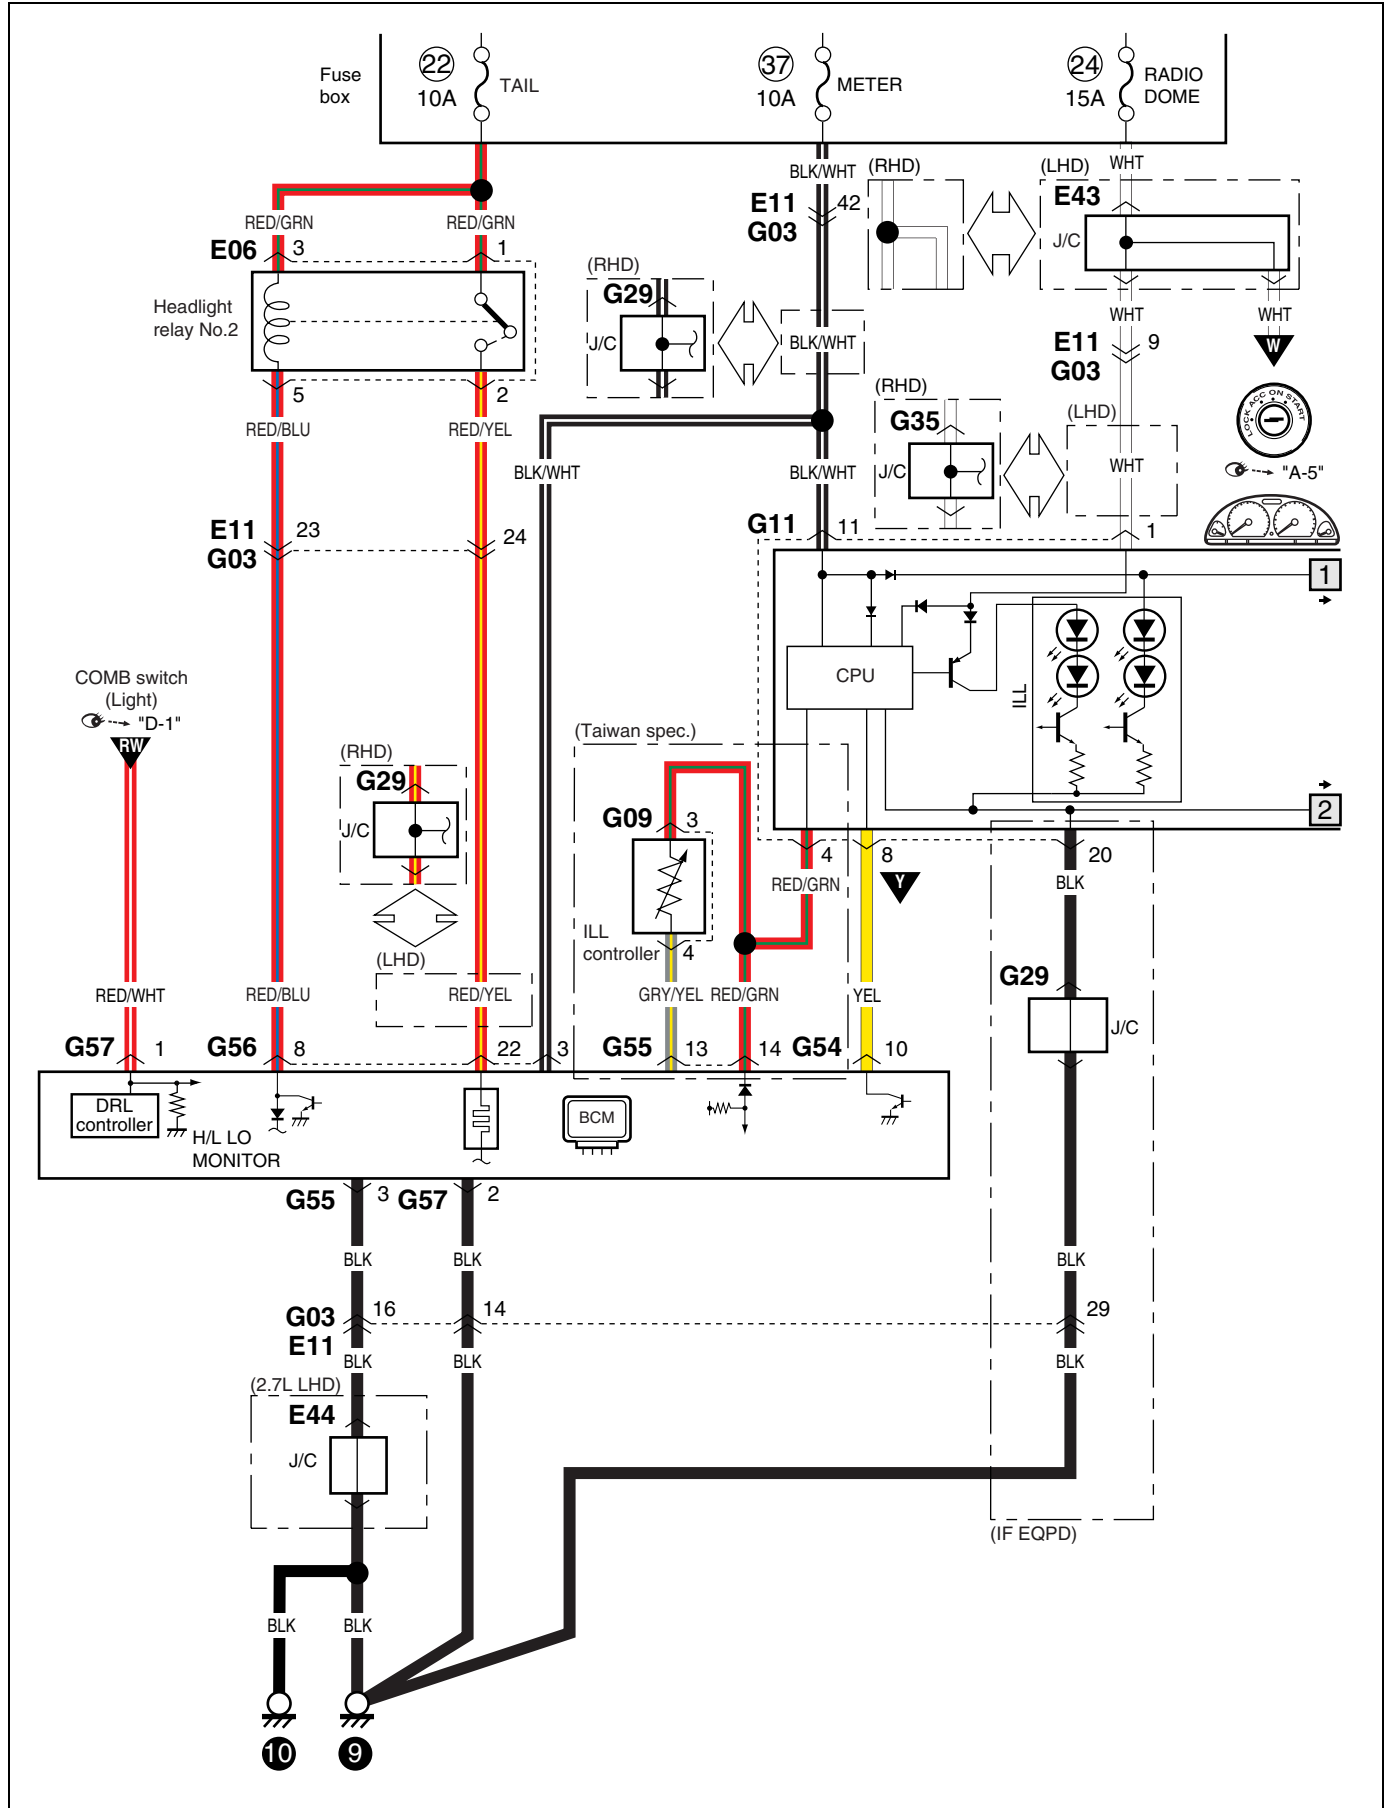 Fuse
box
22
10A
TAIL
37
10A
METER
24
15A
RADIO
DOME
BLK/WHT
(RHD)
(LHD)
WHT
E43
J/C
RED/GRN
RED/GRN
E11
G03
42
E06
3
1
(RHD)
G29
J/C
BLK/WHT
Headlight
relay No.2
WHT
WHT
E11
G03
9
W
5
2
RED/BLU
RED/YEL
(RHD)
G35
J/C
(LHD)
WHT
LOCK ACC ON START
"A-5"
BLK/WHT
BLK/WHT
E11
G03
23
24
G11
11
1
1
CPU
ILL
2
COMB switch
(Light)
"D-1"
RW
(RHD)
G29
J/C
(LHD)
(Taiwan spec.)
G09
3
ILL
controller
4
4
8
20
RED/GRN
Y
BLK
G29
J/C
RED/WHT
RED/BLU
RED/YEL
GRY/YEL
RED/GRN
YEL
G57
1
G56
8
22
3
G55
13
14
G54
10
DRL
controller
H/L LO
MONITOR
BCM
G55
3
G57
2
BLK
BLK
BLK
G03
E11
16
14
29
BLK
BLK
BLK
(2.7L LHD)
E44
J/C
(IF EQPD)
BLK
BLK
10
9